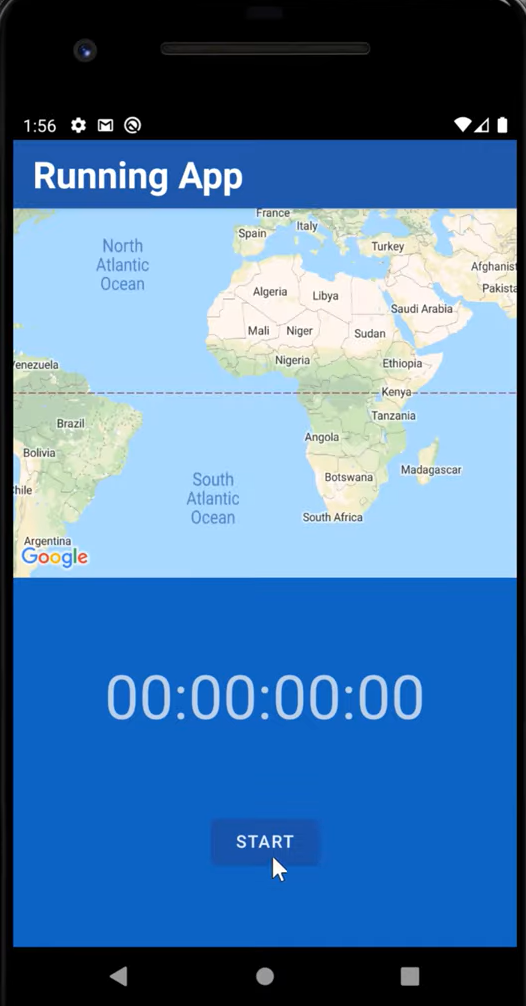 1:56
Running App
France
Spain
Italy
Turkey
North
Atlantic
Ocean
Afghanist
Pakista
Algeria
Libya
Saudi Arabia
Mali
Niger
Sudan
Nigeria
Ethiopia
enezuela
Kenya
Tanzania
Brazil
Angola
Bolivia
Madagascar
Botswana
hile
South
Atlantic
Ocean
South Africa
Argentina
Google
00:00:00:00
START